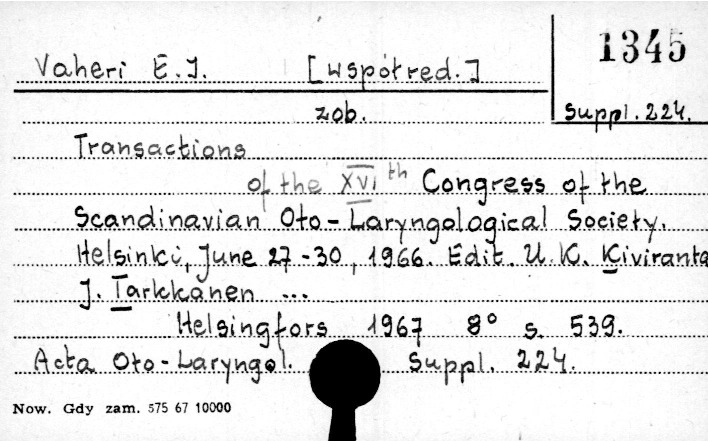 1345
Vaheri E.J. [współred.]
zob. Suppl. 224.
Transactions
of the XVIth Congress of the
Scandinavian Oto-Laryngological Society.
Helsinki, June 27-30, 1966. Edit. U.K. Kiviranta
J. Tarkkanen ...
Helsingfors 1967 8° s. 539.
Acta Oto-Laryngol. Suppl. 224.
Now. Gdy zam. 575 67 10000